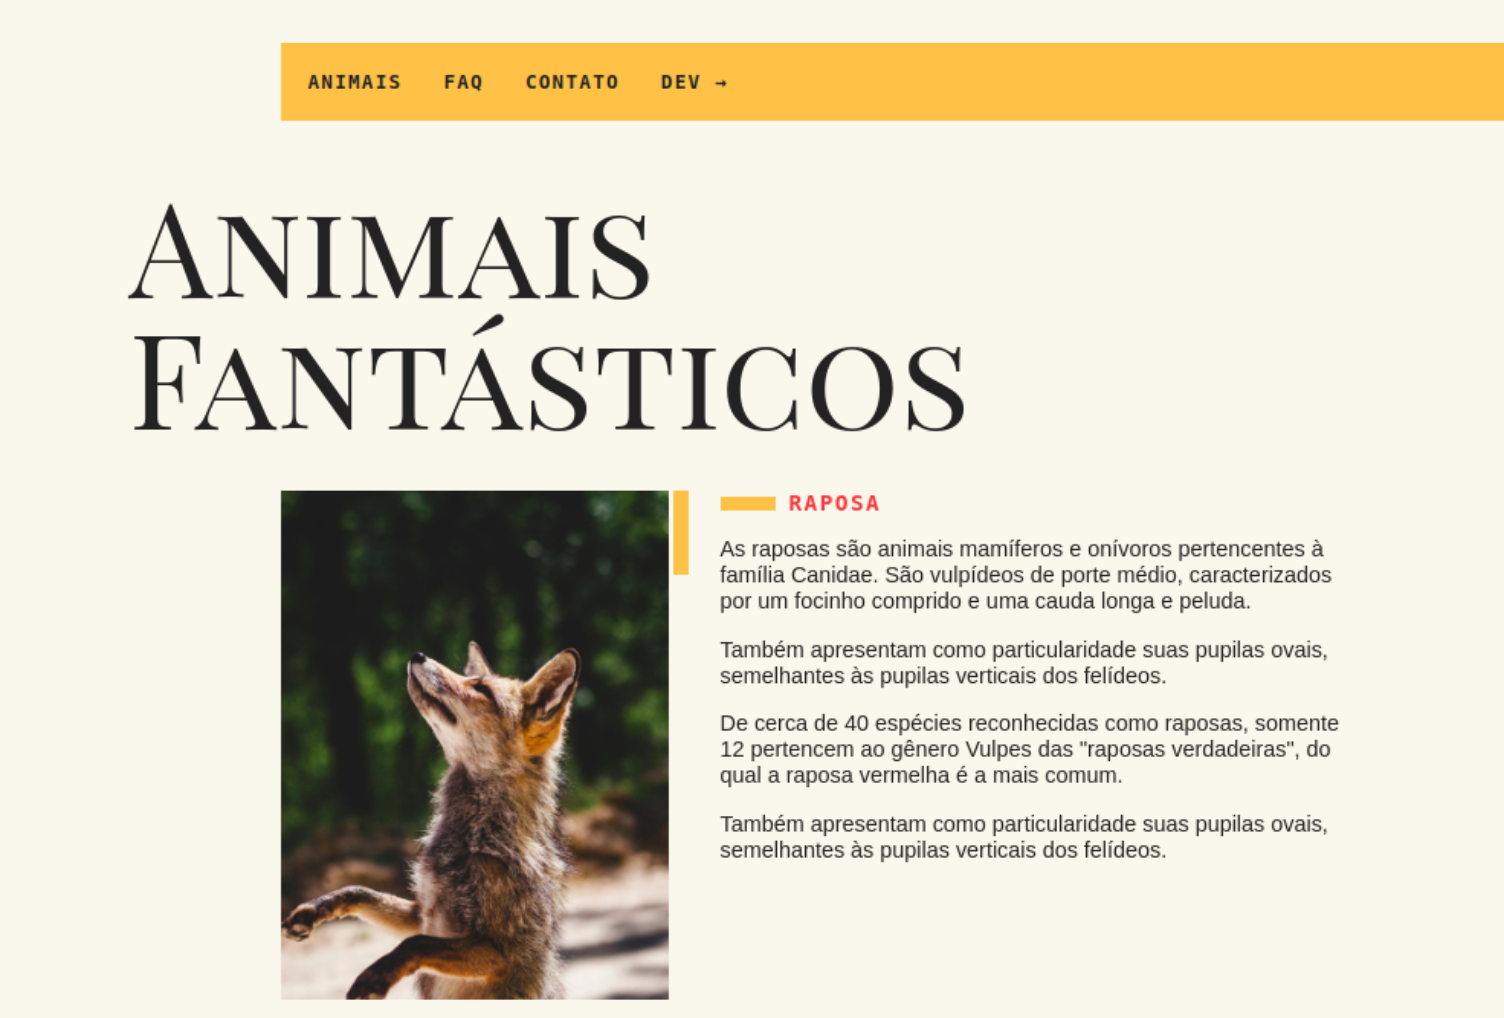 ANIMAIS FAQ CONTATO DEV →
ANIMAIS
FANTÁSTICOS
RAPOSA
As raposas são animais mamíferos e onívoros pertencentes à
família Canidae. São vulpídeos de porte médio, caracterizados
por um focinho comprido e uma cauda longa e peluda.
Também apresentam como particularidade suas pupilas ovais,
semelhantes às pupilas verticais dos felídeos.
De cerca de 40 espécies reconhecidas como raposas, somente
12 pertencem ao gênero Vulpes das "raposas verdadeiras", do
qual a raposa vermelha é a mais comum.
Também apresentam como particularidade suas pupilas ovais,
semelhantes às pupilas verticais dos felídeos.